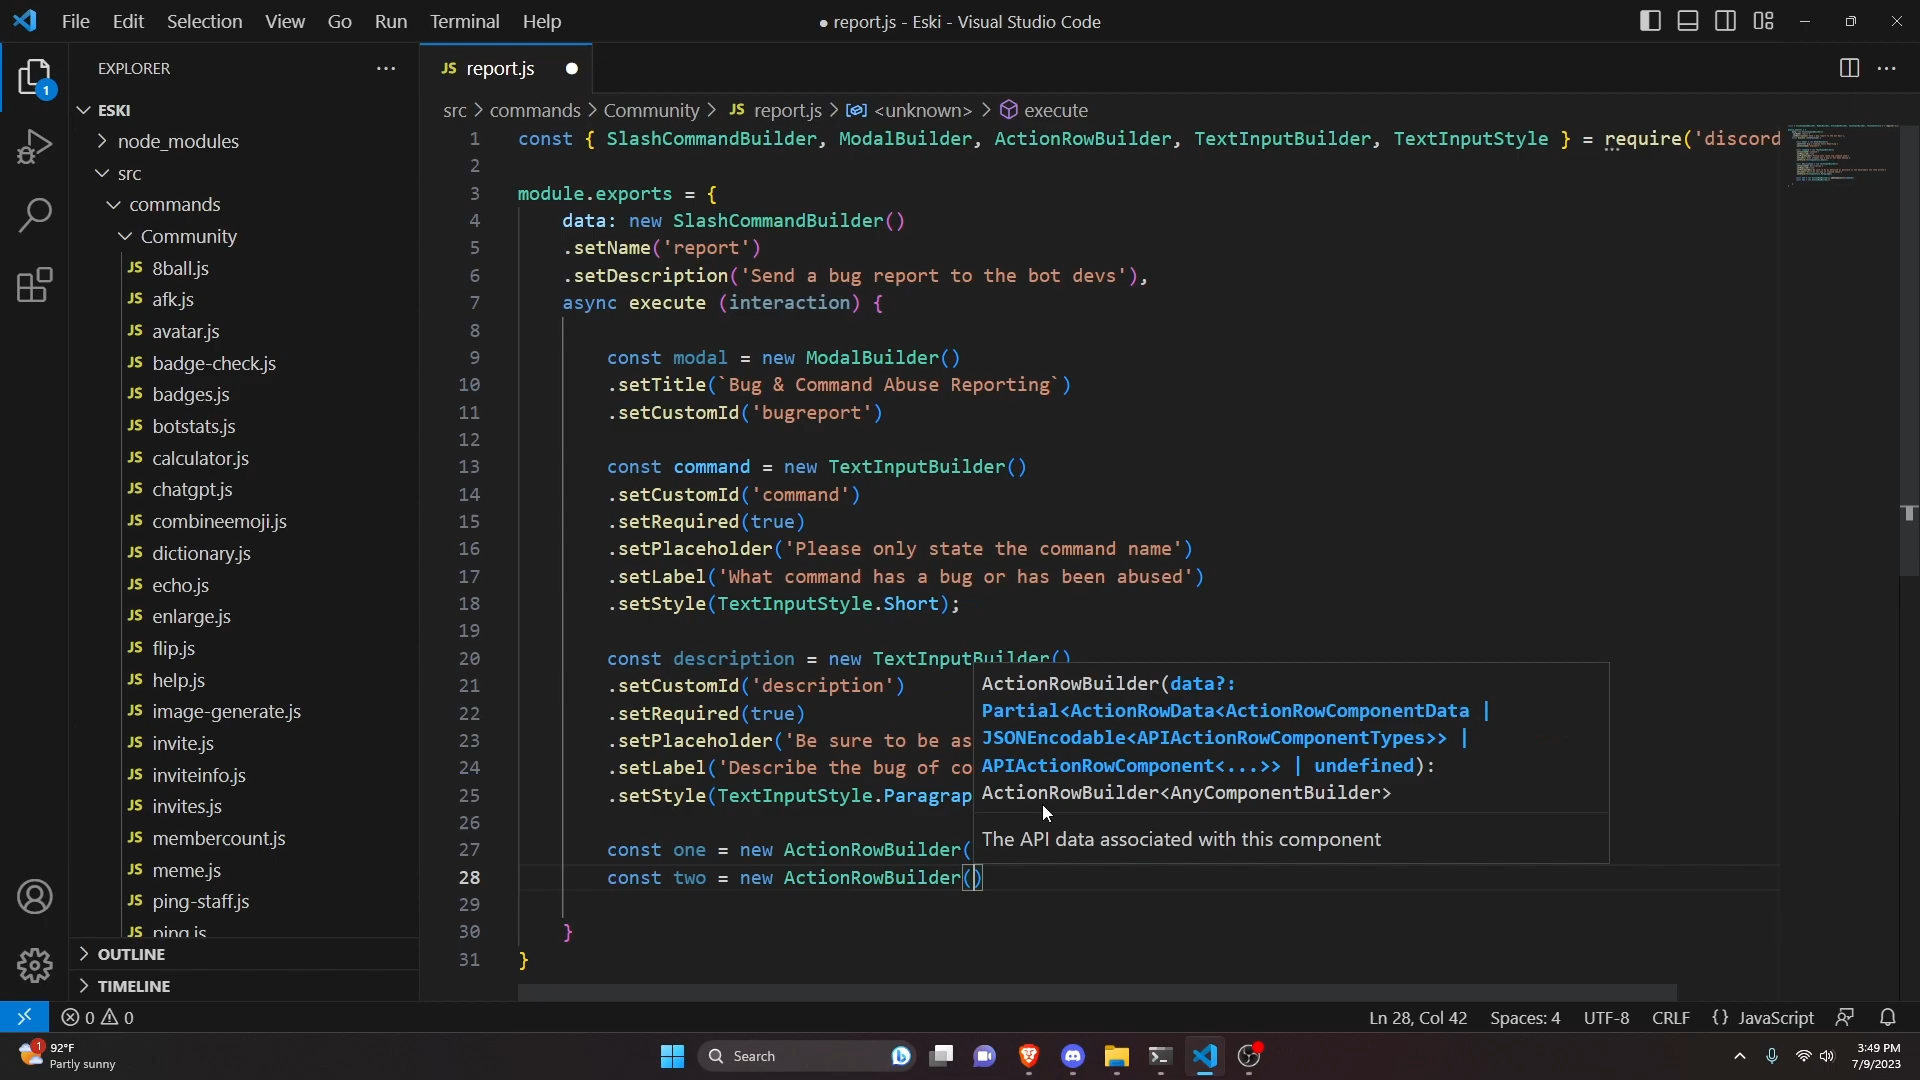 File Edit Selection View Go Run Terminal Help
● report.js - Eski - Visual Studio Code
EXPLORER
1
ESKI
node_modules
src
commands
Community
JS 8ball.js
JS afk.js
JS avatar.js
JS badge-check.js
JS badges.js
JS botstats.js
JS calculator.js
JS chatgpt.js
JS combineemoji.js
JS dictionary.js
JS echo.js
JS enlarge.js
JS flip.js
JS help.js
JS image-generate.js
JS invite.js
JS inviteinfo.js
JS invites.js
JS membercount.js
JS meme.js
JS ping-staff.js
JS ping.js
OUTLINE
TIMELINE
JS report.js
src > commands > Community > JS report.js > <unknown> > execute
1 const { SlashCommandBuilder, ModalBuilder, ActionRowBuilder, TextInputBuilder, TextInputStyle } = require('discord
2
3 module.exports = {
4 data: new SlashCommandBuilder()
5 .setName('report')
6 .setDescription('Send a bug report to the bot devs'),
7 async execute (interaction) {
8
9 const modal = new ModalBuilder()
10 .setTitle(`Bug & Command Abuse Reporting`)
11 .setCustomId('bugreport')
12
13 const command = new TextInputBuilder()
14 .setCustomId('command')
15 .setRequired(true)
16 .setPlaceholder('Please only state the command name')
17 .setLabel('What command has a bug or has been abused')
18 .setStyle(TextInputStyle.Short);
19
20 const description = new TextInputBuilder()
21 .setCustomId('description')
22 .setRequired(true)
23 .setPlaceholder('Be sure to be as
24 .setLabel('Describe the bug of co
25 .setStyle(TextInputStyle.Paragrap
26
27 const one = new ActionRowBuilder(
28 const two = new ActionRowBuilder()
29
30 }
31 }
ActionRowBuilder(data?:
Partial<ActionRowData<ActionRowComponentData |
JSONEncodable<APIActionRowComponentTypes>> |
APIActionRowComponent<...>> | undefined):
ActionRowBuilder<AnyComponentBuilder>
The API data associated with this component
0 0
Ln 28, Col 42 Spaces: 4 UTF-8 CRLF {} JavaScript
1
92°F
Partly sunny
Search
3:49 PM
7/9/2023